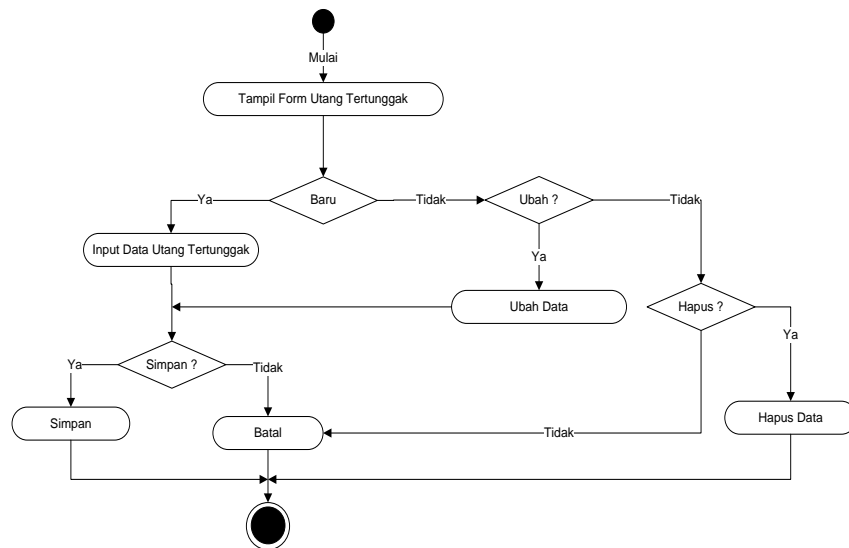 Mulai
Tampil Form Utang Tertunggak
Ya
Baru
Tidak
Ubah ?
Tidak
Input Data Utang Tertunggak
Ya
Ubah Data
Hapus ?
Ya
Ya
Simpan ?
Tidak
Simpan
Batal
Tidak
Hapus Data